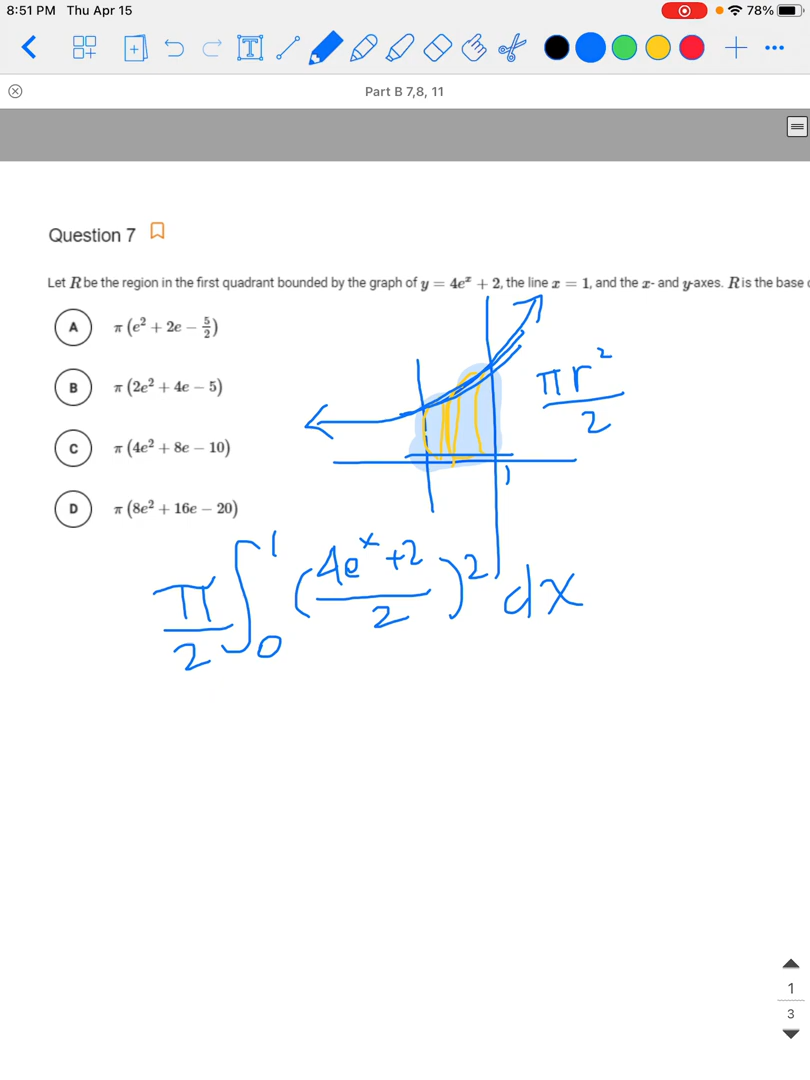 8:51 PM Thu Apr 15 78%
T
Part B 7,8, 11
Question 7
Let R be the region in the first quadrant bounded by the graph of y = 4eˣ + 2, the line x = 1, and the x- and y-axes. R is the base
A π(e² + 2e − 5/2)
B π(2e² + 4e − 5)
C π(4e² + 8e − 10)
D π(8e² + 16e − 20)
πr²/2
1
π/2 ∫₀¹ ((4eˣ+2)/2)² dx
1
3